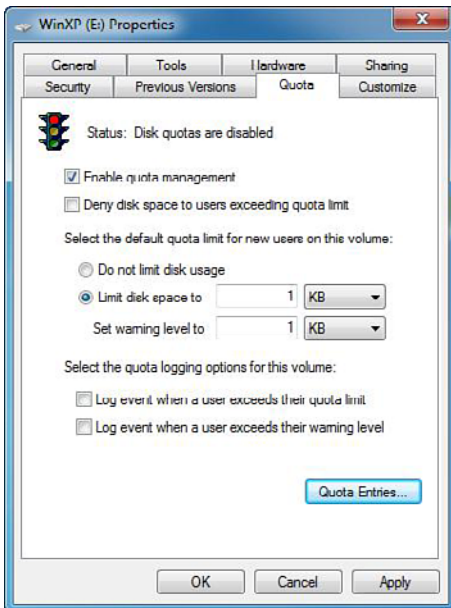 WinXP (E:) Properties
General Tools Hardware Sharing
Security Previous Versions Quota Customize
Status: Disk quotas are disabled
Enable quota management
Deny disk space to users exceeding quota limit
Select the default quota limit for new users on this volume:
Do not limit disk usage
Limit disk space to 1 KB
Set warning level to 1 KB
Select the quota logging options for this volume:
Log event when a user exceeds their quota limit
Log event when a user exceeds their warning level
Quota Entries...
OK Cancel Apply